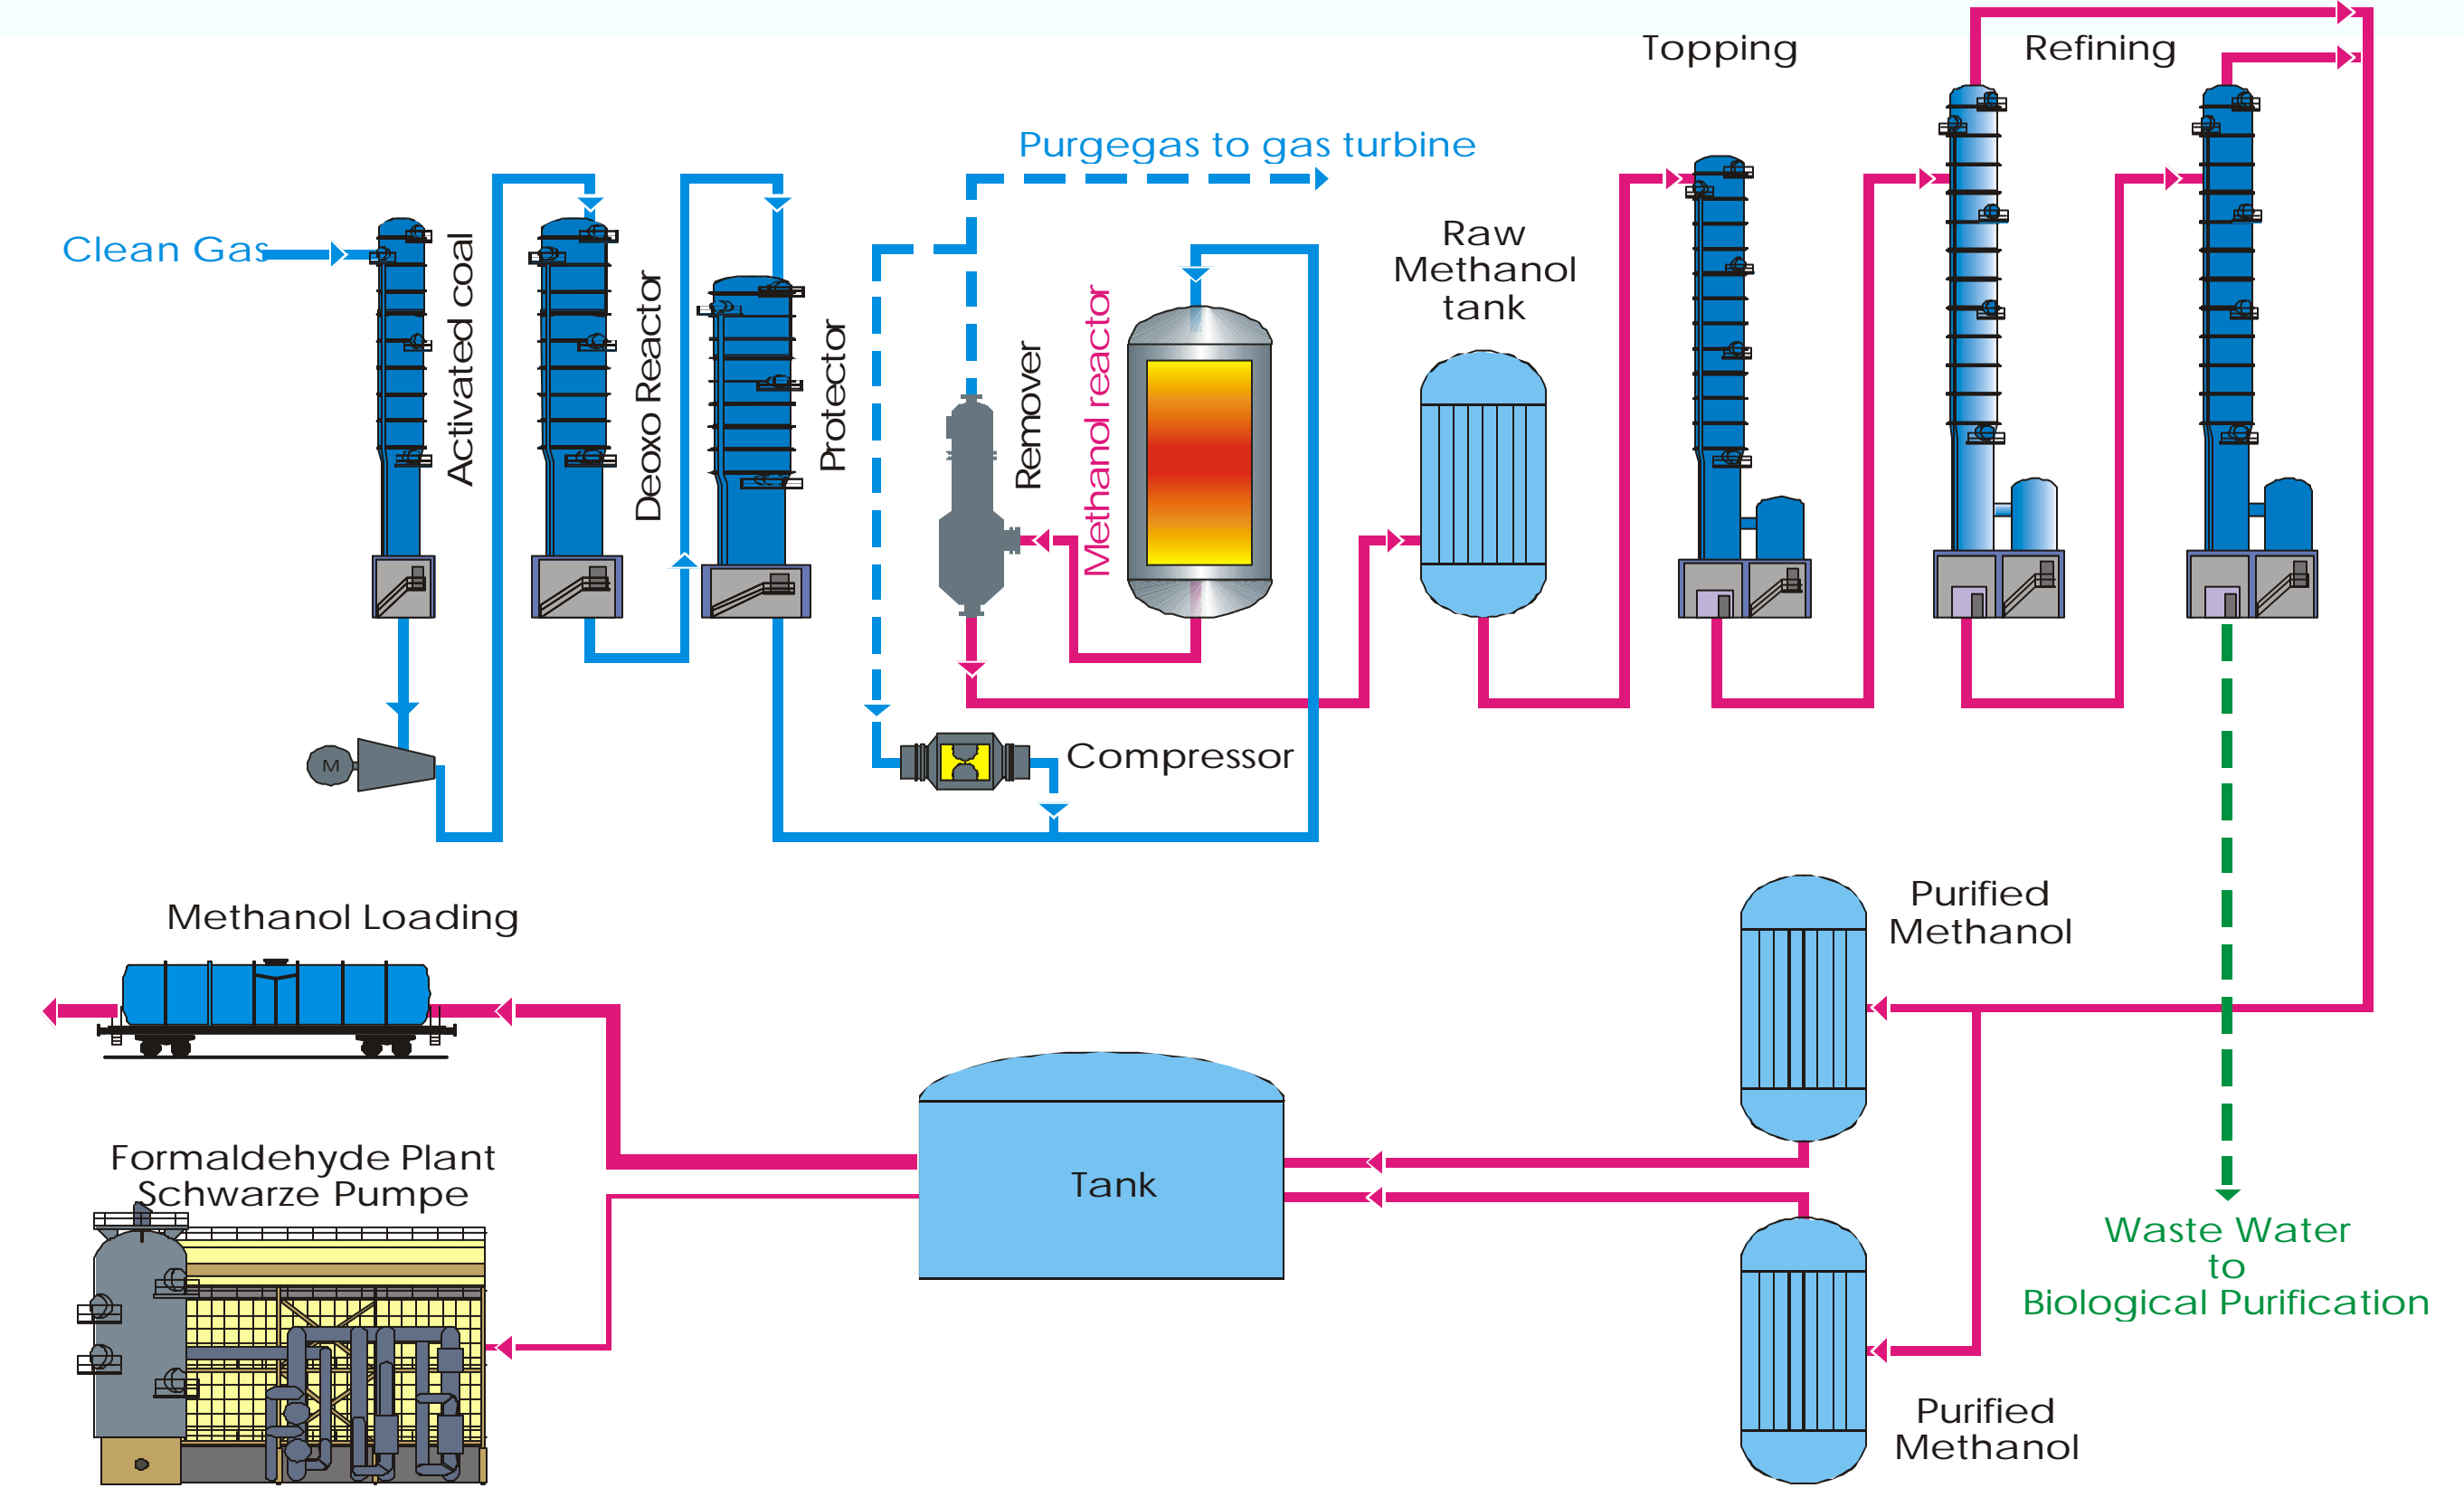 Topping
Refining
Purgegas to gas turbine
Clean Gas
Activated coal
Deoxo Reactor
Protector
Remover
Methanol reactor
Raw
Methanol
tank
M
Compressor
Methanol Loading
Purified
Methanol
Formaldehyde Plant
Schwarze Pumpe
Tank
Waste Water
to
Biological Purification
Purified
Methanol